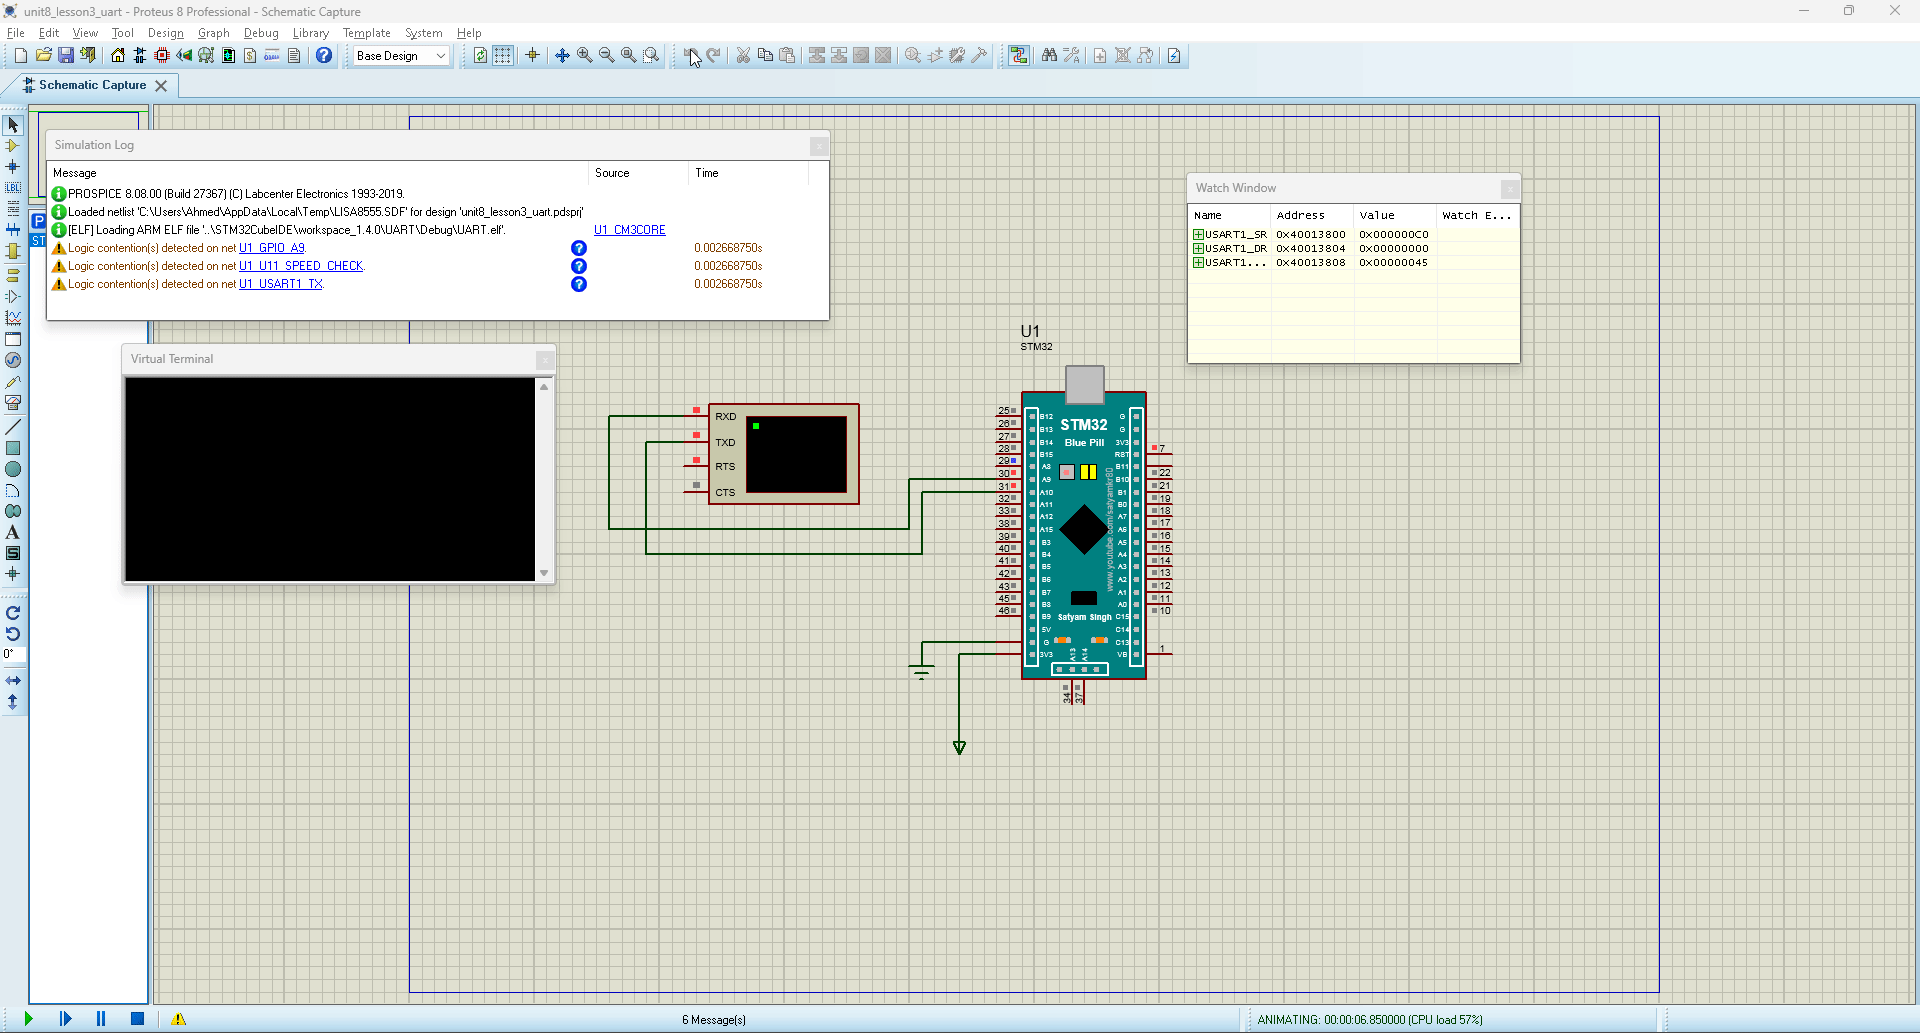 unit8_lesson3_uart - Proteus 8 Professional - Schematic Capture
File Edit View Tool Design Graph Debug Library Template System Help
Base Design
Schematic Capture
Simulation Log
Message Source Time
PROSPICE 8.08.00 (Build 27367) (C) Labcenter Electronics 1993-2019.
Loaded netlist 'C:\Users\Ahmed\AppData\Local\Temp\LISA8555.SDF' for design 'unit8_lesson3_uart.pdsprj'
[ELF] Loading ARM ELF file '..\STM32CubeIDE\workspace_1.4.0\UART\Debug\UART.elf'. U1_CM3CORE
Logic contention(s) detected on net U1_GPIO_A9. 0.002668750s
Logic contention(s) detected on net U1_U11_SPEED_CHECK. 0.002668750s
Logic contention(s) detected on net U1_USART1_TX. 0.002668750s
Watch Window
Name Address Value Watch E...
USART1_SR 0x40013800 0x000000C0
USART1_DR 0x40013804 0x00000000
USART1... 0x40013808 0x00000045
Virtual Terminal
RXD
TXD
RTS
CTS
U1
STM32
STM32
Blue Pill
www.youtube.com/satyamkr80
Satyam Singh
25 B12 G
26 B13 G
27 B14 3V3 7
28 B15 RST
29 A8 B11 22
30 A9 B10 21
31 A10 B1 19
32 A11 B0 18
33 A12 A7 17
38 A15 A6 16
39 B3 A5 15
40 B4 A4 14
41 B5 A3 13
42 B6 A2 12
43 B7 A1 11
45 B8 A0 10
46 B9 C15
5V C14
G C13
3V3 VB 1
A13 A14
34 37
0°
6 Message(s)
ANIMATING: 00:00:06.850000 (CPU load 57%)